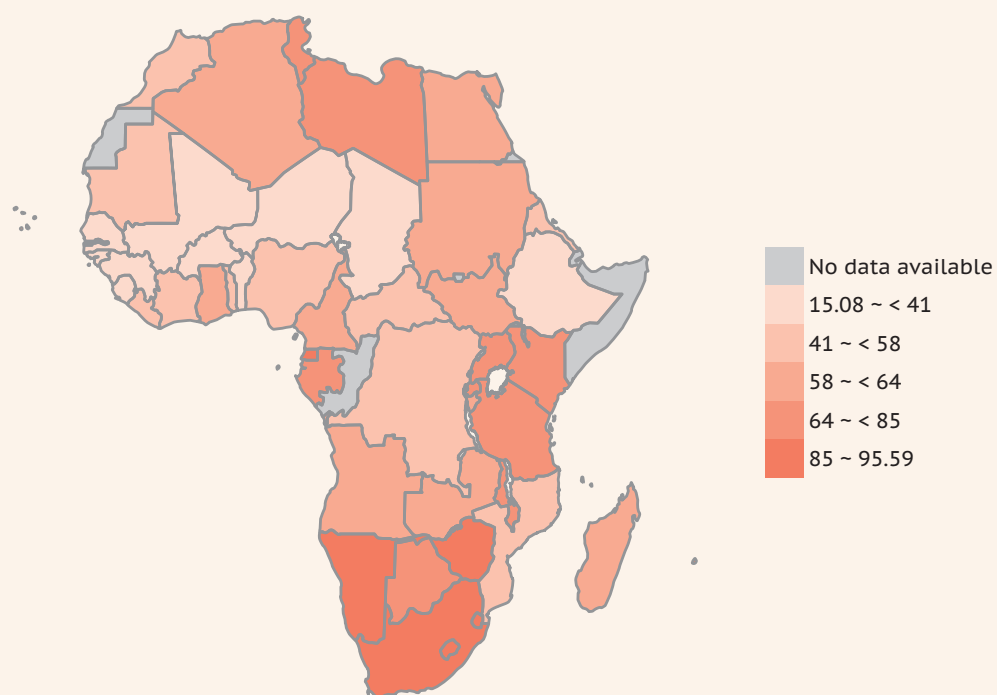 No data available
15.08 ~ < 41
41 ~ < 58
58 ~ < 64
64 ~ < 85
85 ~ 95.59